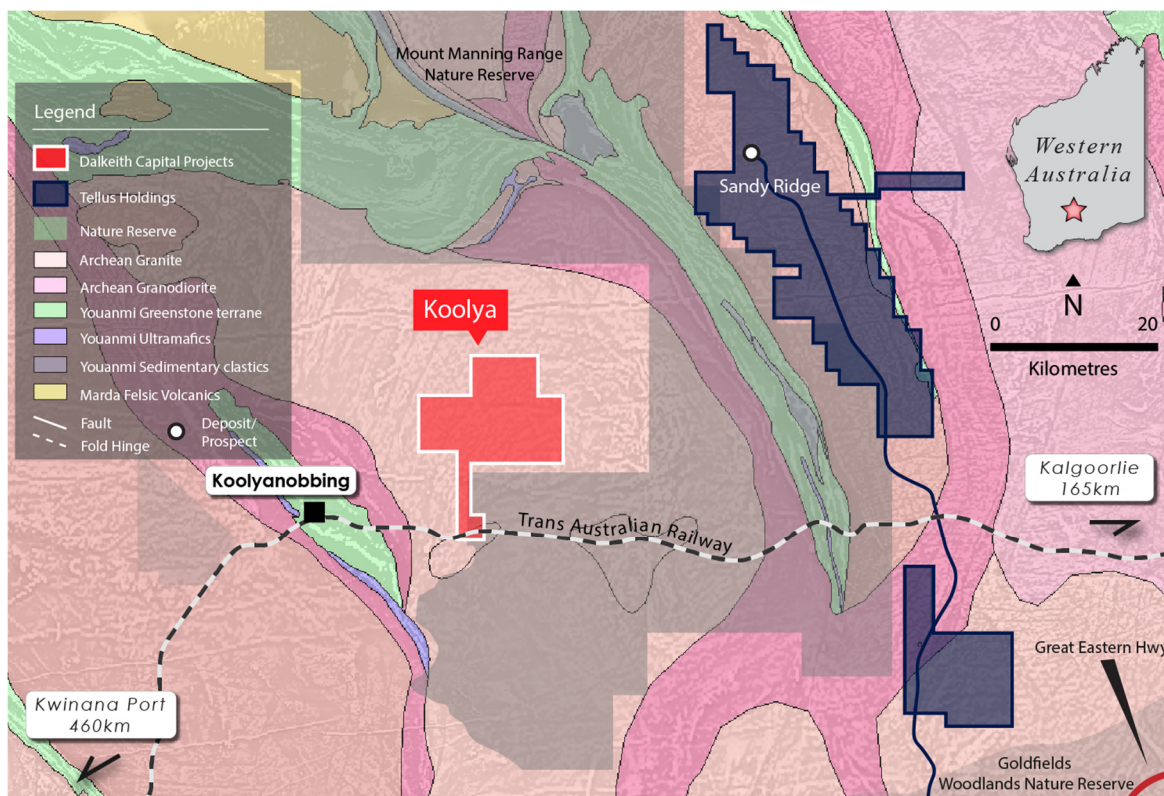 Mount Manning Range
Nature Reserve
Legend
Dalkeith Capital Projects
Tellus Holdings
Nature Reserve
Archean Granite
Archean Granodiorite
Youanmi Greenstone terrane
Youanmi Ultramafics
Youanmi Sedimentary clastics
Marda Felsic Volcanics
Fault
Fold Hinge
Deposit/
Prospect
Sandy Ridge
Western
Australia
N
0
20
Kilometres
Koolya
Koolyanobbing
Trans Australian Railway
Kalgoorlie
165km
Kwinana Port
460km
Great Eastern Hwy
Goldfields
Woodlands Nature Reserve